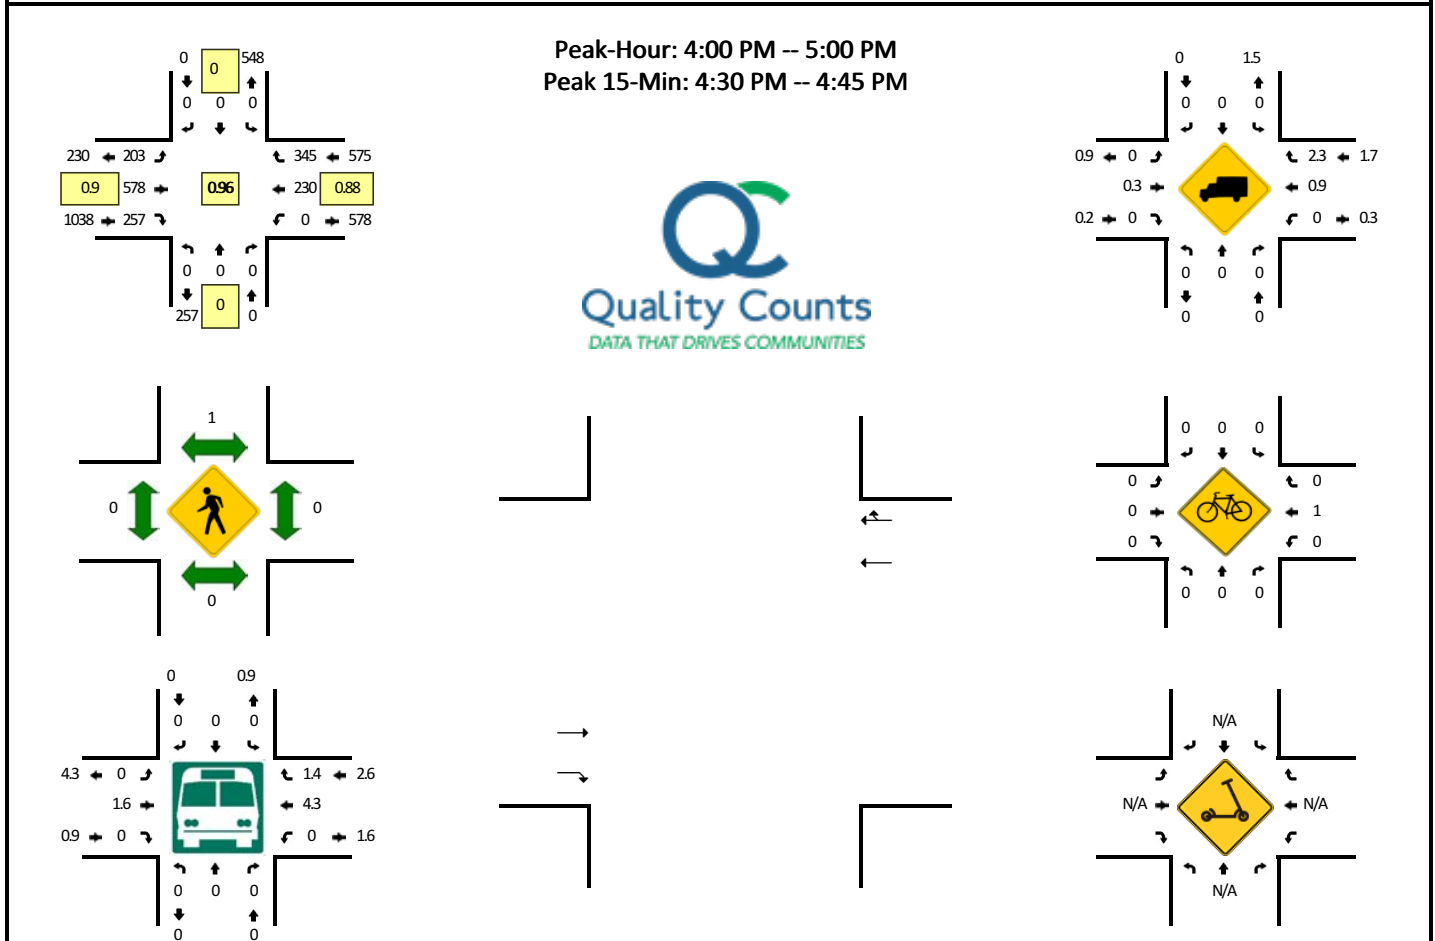 Peak-Hour: 4:00 PM -- 5:00 PM
Peak 15-Min: 4:30 PM -- 4:45 PM
0 0 548
0 0 0
230 203 345 575
0.9 578 0.96 230 0.88
1038 257 0 578
0 0 0
257 0 0
QC
Quality Counts
DATA THAT DRIVES COMMUNITIES
0 1.5
0 0 0
0.9 0 2.3 1.7
0.3 0.9
0.2 0 0 0.3
0 0 0
0 0
1
0 0
0
0 0 0
0 0
0 1
0 0
0 0 0
0 0.9
0 0 0
4.3 0 1.4 2.6
1.6 4.3
0.9 0 0 1.6
0 0 0
0 0
N/A
N/A N/A
N/A